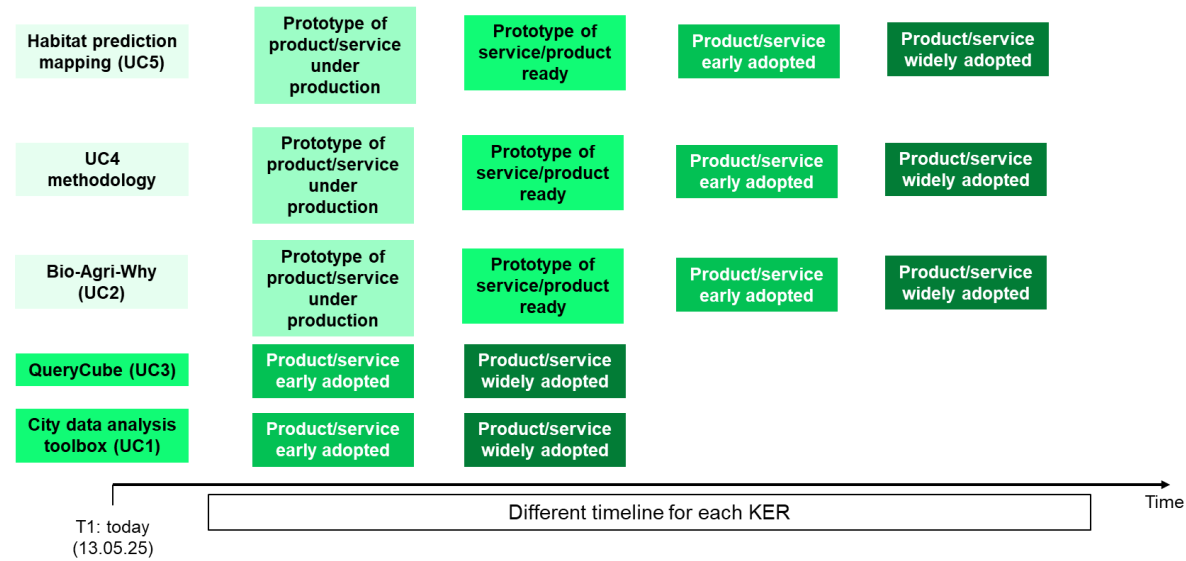 Habitat prediction
mapping (UC5)
Prototype of
product/service
under
production
Prototype of
service/product
ready
Product/service
early adopted
Product/service
widely adopted
UC4
methodology
Prototype of
product/service
under
production
Prototype of
service/product
ready
Product/service
early adopted
Product/service
widely adopted
Bio-Agri-Why
(UC2)
Prototype of
product/service
under
production
Prototype of
service/product
ready
Product/service
early adopted
Product/service
widely adopted
QueryCube (UC3)
Product/service
early adopted
Product/service
widely adopted
City data analysis
toolbox (UC1)
Product/service
early adopted
Product/service
widely adopted
Time
Different timeline for each KER
T1: today
(13.05.25)